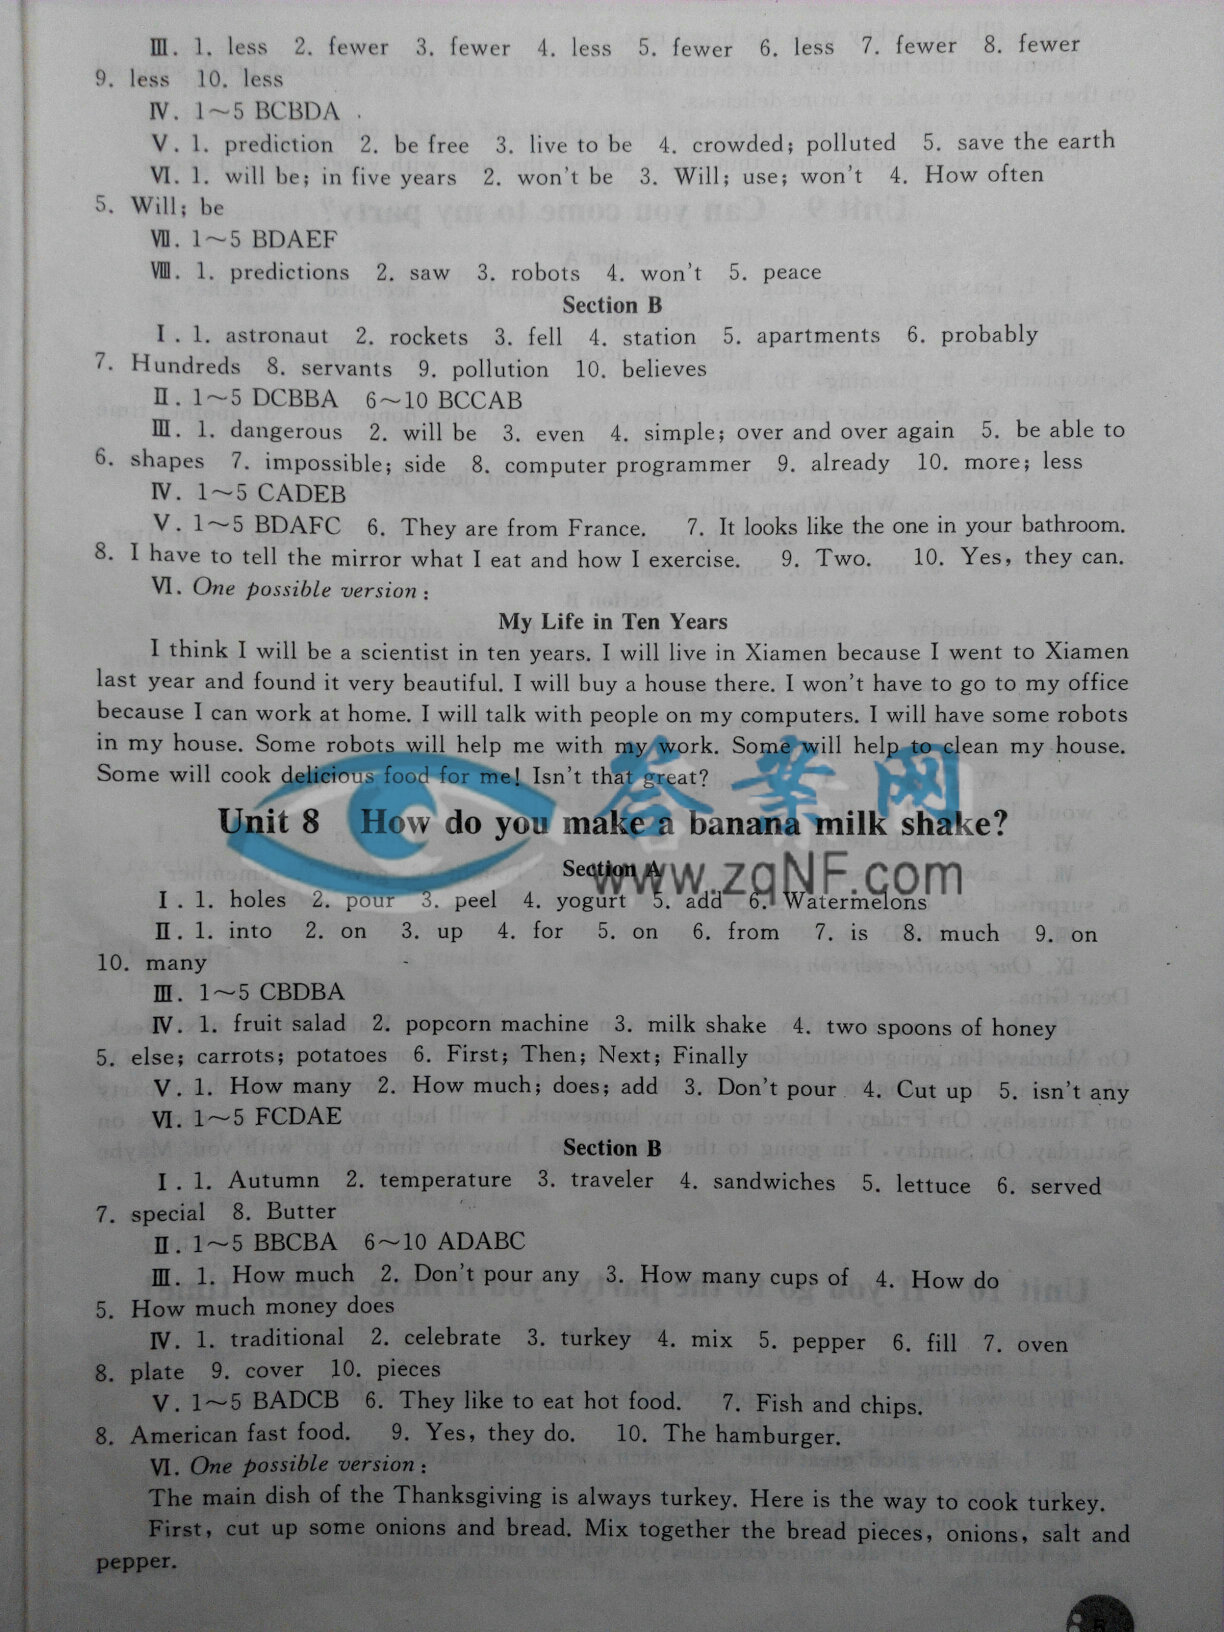 Ⅲ. 1. less 2. fewer 3. fewer 4. less 5. fewer 6. less 7. fewer 8. fewer
9. less 10. less
Ⅳ. 1~5 BCBDA
Ⅴ. 1. prediction 2. be free 3. live to be 4. crowded; polluted 5. save the earth
Ⅵ. 1. will be; in five years 2. won't be 3. Will; use; won't 4. How often
5. Will; be
Ⅶ. 1~5 BDAEF
Ⅷ. 1. predictions 2. saw 3. robots 4. won't 5. peace
Section B
Ⅰ. 1. astronaut 2. rockets 3. fell 4. station 5. apartments 6. probably
7. Hundreds 8. servants 9. pollution 10. believes
Ⅱ. 1~5 DCBBA 6~10 BCCAB
Ⅲ. 1. dangerous 2. will be 3. even 4. simple; over and over again 5. be able to
6. shapes 7. impossible; side 8. computer programmer 9. already 10. more; less
Ⅳ. 1~5 CADEB
Ⅴ. 1~5 BDAFC 6. They are from France. 7. It looks like the one in your bathroom.
8. I have to tell the mirror what I eat and how I exercise. 9. Two. 10. Yes, they can.
Ⅵ. One possible version:
My Life in Ten Years
I think I will be a scientist in ten years. I will live in Xiamen because I went to Xiamen
last year and found it very beautiful. I will buy a house there. I won't have to go to my office
because I can work at home. I will talk with people on my computers. I will have some robots
in my house. Some robots will help me with my work. Some will help to clean my house.
Some will cook delicious food for me! Isn't that great?
答案网
Unit 8 How do you make a banana milk shake?
Section A
www.zqNF.com
Ⅰ. 1. holes 2. pour 3. peel 4. yogurt 5. add 6. Watermelons
Ⅱ. 1. into 2. on 3. up 4. for 5. on 6. from 7. is 8. much 9. on
10. many
Ⅲ. 1~5 CBDBA
Ⅳ. 1. fruit salad 2. popcorn machine 3. milk shake 4. two spoons of honey
5. else; carrots; potatoes 6. First; Then; Next; Finally
Ⅴ. 1. How many 2. How much; does; add 3. Don't pour 4. Cut up 5. isn't any
Ⅵ. 1~5 FCDAE
Section B
Ⅰ. 1. Autumn 2. temperature 3. traveler 4. sandwiches 5. lettuce 6. served
7. special 8. Butter
Ⅱ. 1~5 BBCBA 6~10 ADABC
Ⅲ. 1. How much 2. Don't pour any 3. How many cups of 4. How do
5. How much money does
Ⅳ. 1. traditional 2. celebrate 3. turkey 4. mix 5. pepper 6. fill 7. oven
8. plate 9. cover 10. pieces
Ⅴ. 1~5 BADCB 6. They like to eat hot food. 7. Fish and chips.
8. American fast food. 9. Yes, they do. 10. The hamburger.
Ⅵ. One possible version:
The main dish of the Thanksgiving is always turkey. Here is the way to cook turkey.
First, cut up some onions and bread. Mix together the bread pieces, onions, salt and
pepper.